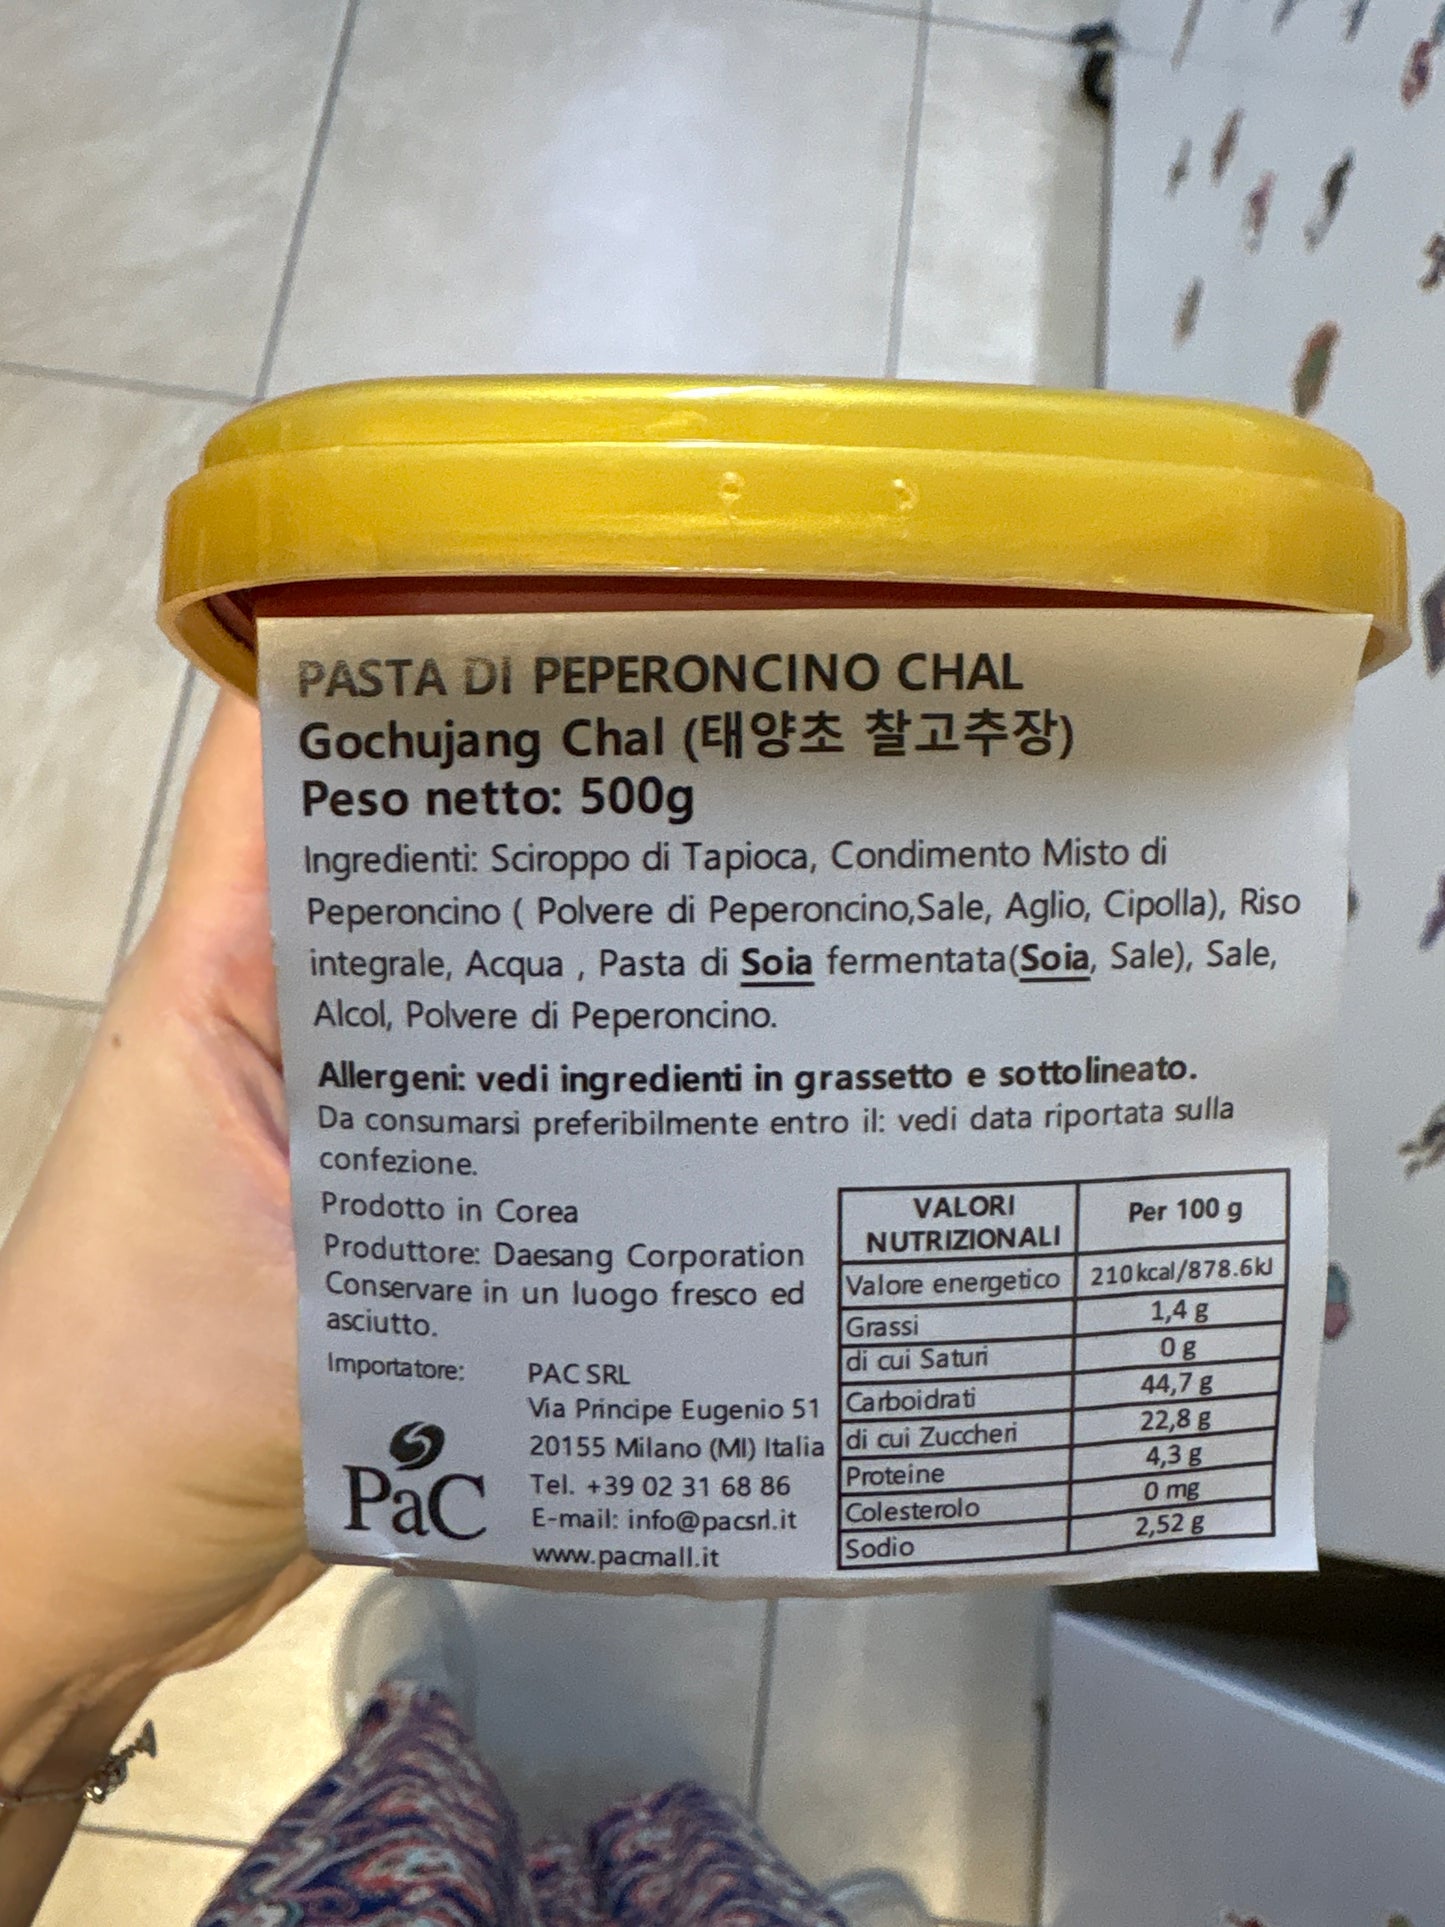 PASTA DI PEPERONCINO CHAL
Gochujang Chal (태양초 찰고추장)
Peso netto: 500g
Ingredienti: Sciroppo di Tapioca, Condimento Misto di
Peperoncino ( Polvere di Peperoncino,Sale, Aglio, Cipolla), Riso
integrale, Acqua , Pasta di Soia fermentata(Soia, Sale), Sale,
Alcol, Polvere di Peperoncino.
Allergeni: vedi ingredienti in grassetto e sottolineato.
Da consumarsi preferibilmente entro il: vedi data riportata sulla
confezione.
Prodotto in Corea
Produttore: Daesang Corporation
Conservare in un luogo fresco ed
asciutto.
Importatore: PAC SRL
Via Principe Eugenio 51
20155 Milano (MI) Italia
Tel. +39 02 31 68 86
E-mail: info@pacsrl.it
www.pacmall.it
PaC
VALORI NUTRIZIONALI Per 100 g
Valore energetico 210kcal/878.6kJ
Grassi 1,4 g
di cui Saturi 0 g
Carboidrati 44,7 g
di cui Zuccheri 22,8 g
Proteine 4,3 g
Colesterolo 0 mg
Sodio 2,52 g